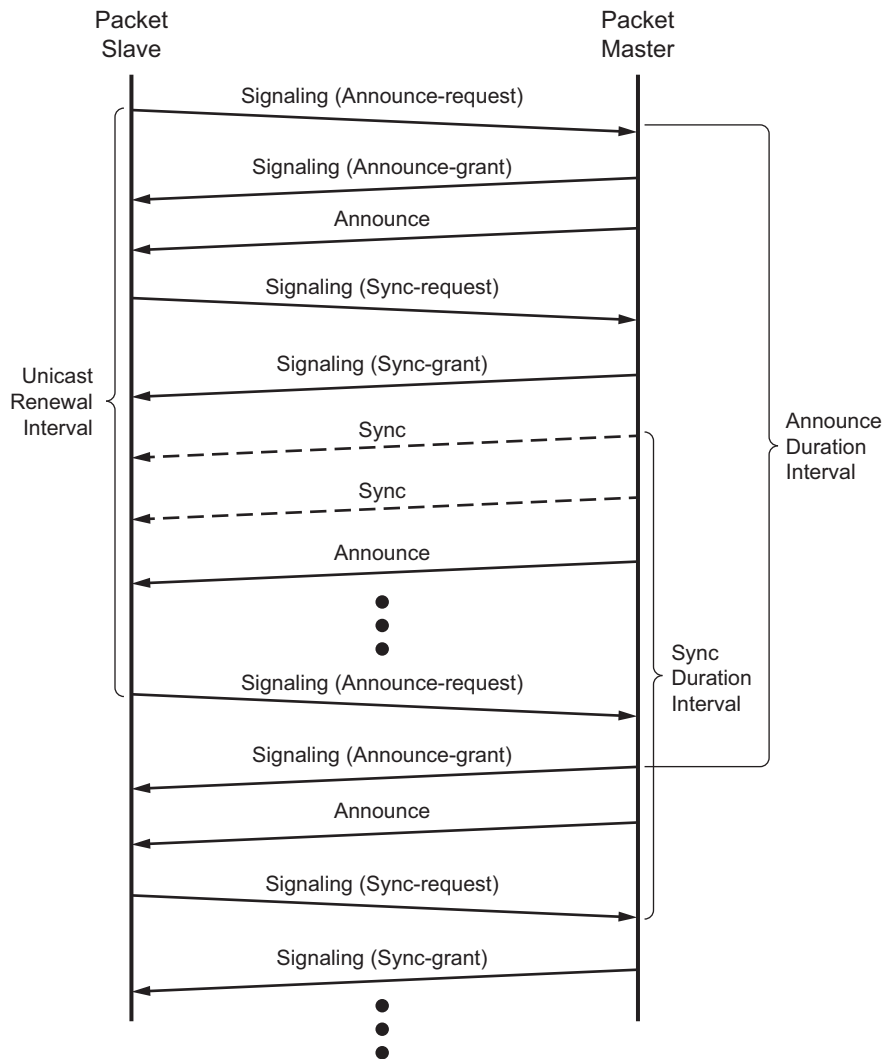 Packet
Slave
Packet
Master
Signaling (Announce-request)
Signaling (Announce-grant)
Announce
Signaling (Sync-request)
Signaling (Sync-grant)
Unicast
Renewal
Interval
Sync
Announce
Duration
Interval
Sync
Announce
Sync
Duration
Interval
Signaling (Announce-request)
Signaling (Announce-grant)
Announce
Signaling (Sync-request)
Signaling (Sync-grant)